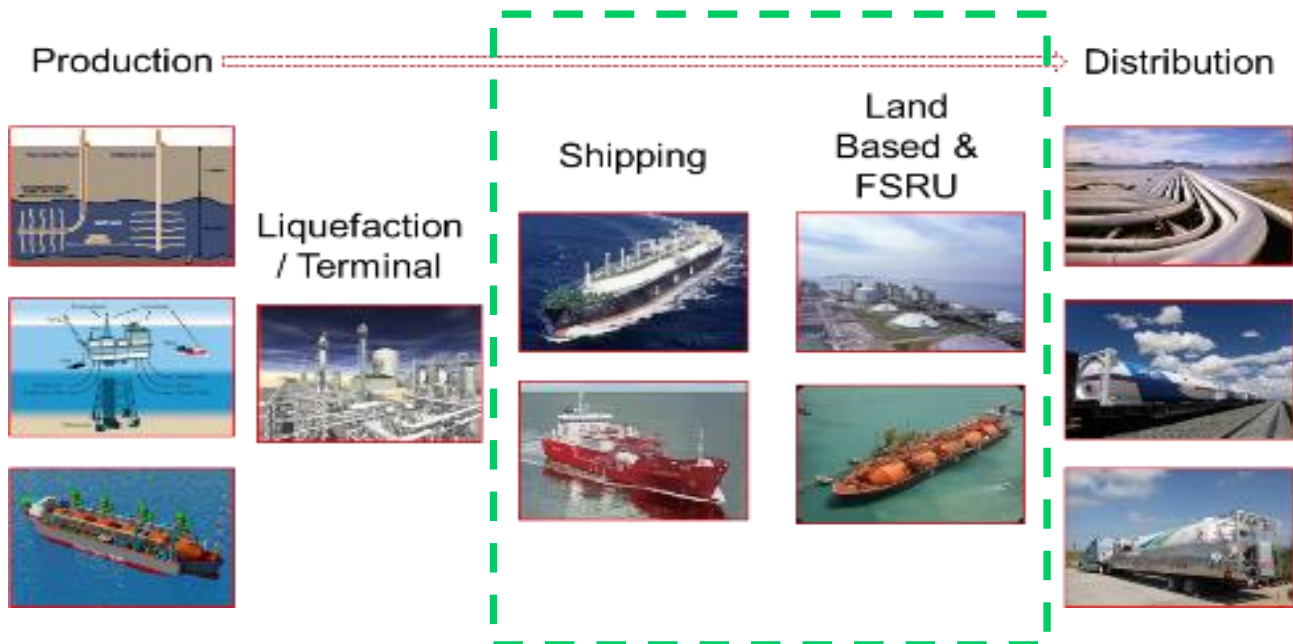 Production
Distribution
Liquefaction
/ Terminal
Shipping
Land
Based &
FSRU